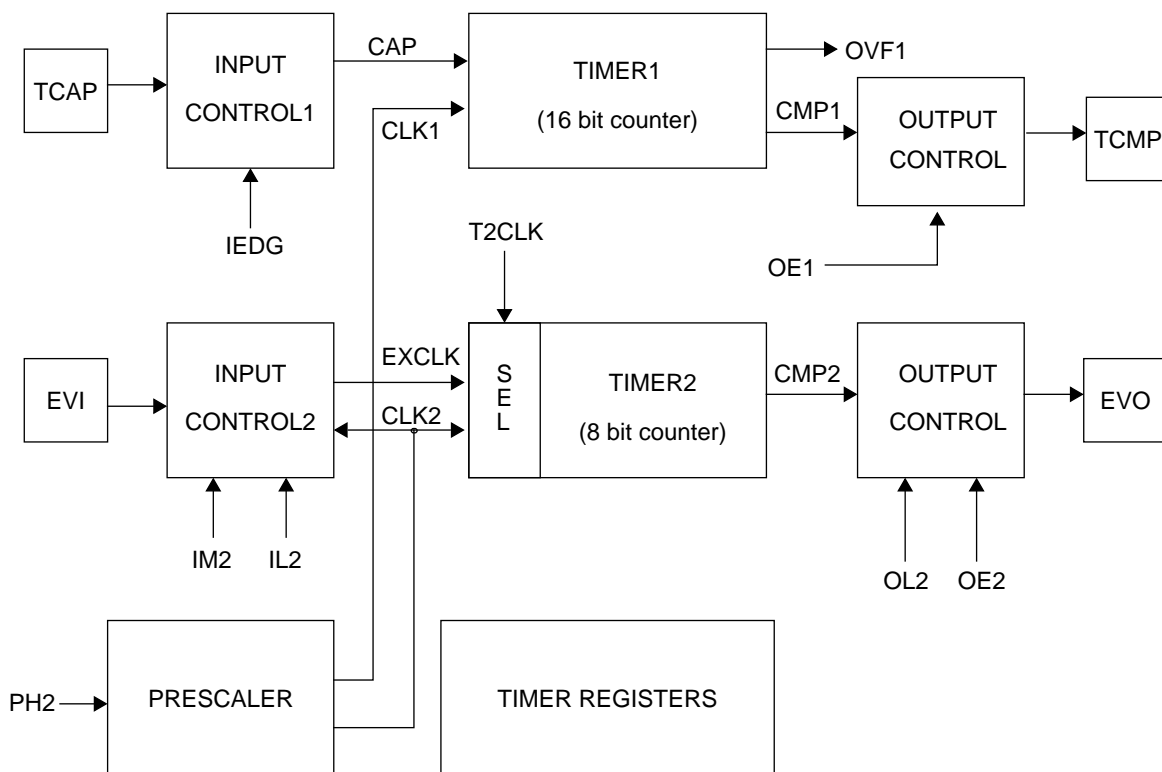 CAP
OVF1
TCAP
INPUT
CONTROL1
TIMER1
(16 bit counter)
CLK1
CMP1
OUTPUT
CONTROL
TCMP
IEDG
T2CLK
OE1
EVI
INPUT
CONTROL2
EXCLK
CLK2
SEL
TIMER2
(8 bit counter)
CMP2
OUTPUT
CONTROL
EVO
IM2
IL2
OL2
OE2
PH2
PRESCALER
TIMER REGISTERS